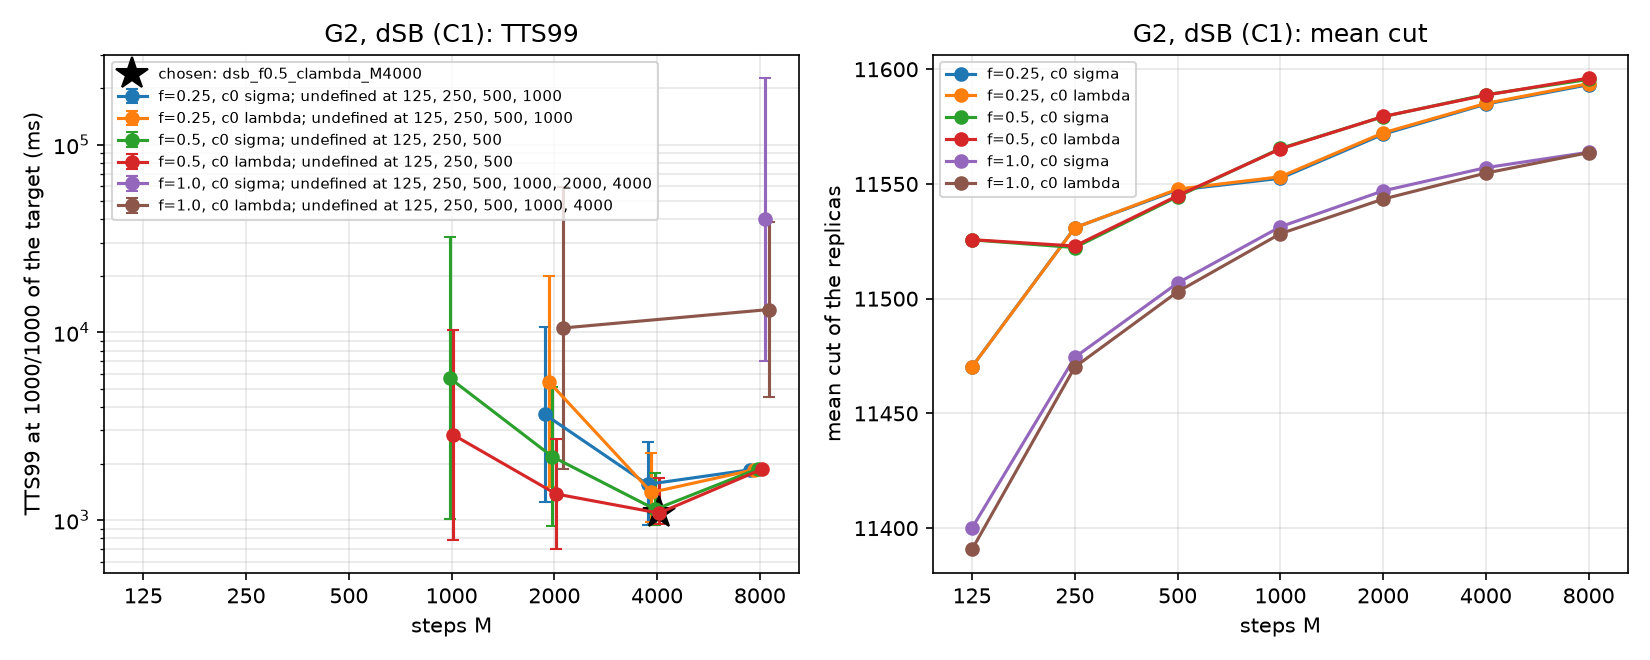 G2, dSB (C1): TTS99
TTS99 at 1000/1000 of the target (ms)
10^5
10^4
10^3
chosen: dsb_f0.5_clambda_M4000
f=0.25, c0 sigma; undefined at 125, 250, 500, 1000
f=0.25, c0 lambda; undefined at 125, 250, 500, 1000
f=0.5, c0 sigma; undefined at 125, 250, 500
f=0.5, c0 lambda; undefined at 125, 250, 500
f=1.0, c0 sigma; undefined at 125, 250, 500, 1000, 2000, 4000
f=1.0, c0 lambda; undefined at 125, 250, 500, 1000, 4000
125 250 500 1000 2000 4000 8000
steps M
G2, dSB (C1): mean cut
mean cut of the replicas
11600
11550
11500
11450
11400
f=0.25, c0 sigma
f=0.25, c0 lambda
f=0.5, c0 sigma
f=0.5, c0 lambda
f=1.0, c0 sigma
f=1.0, c0 lambda
125 250 500 1000 2000 4000 8000
steps M